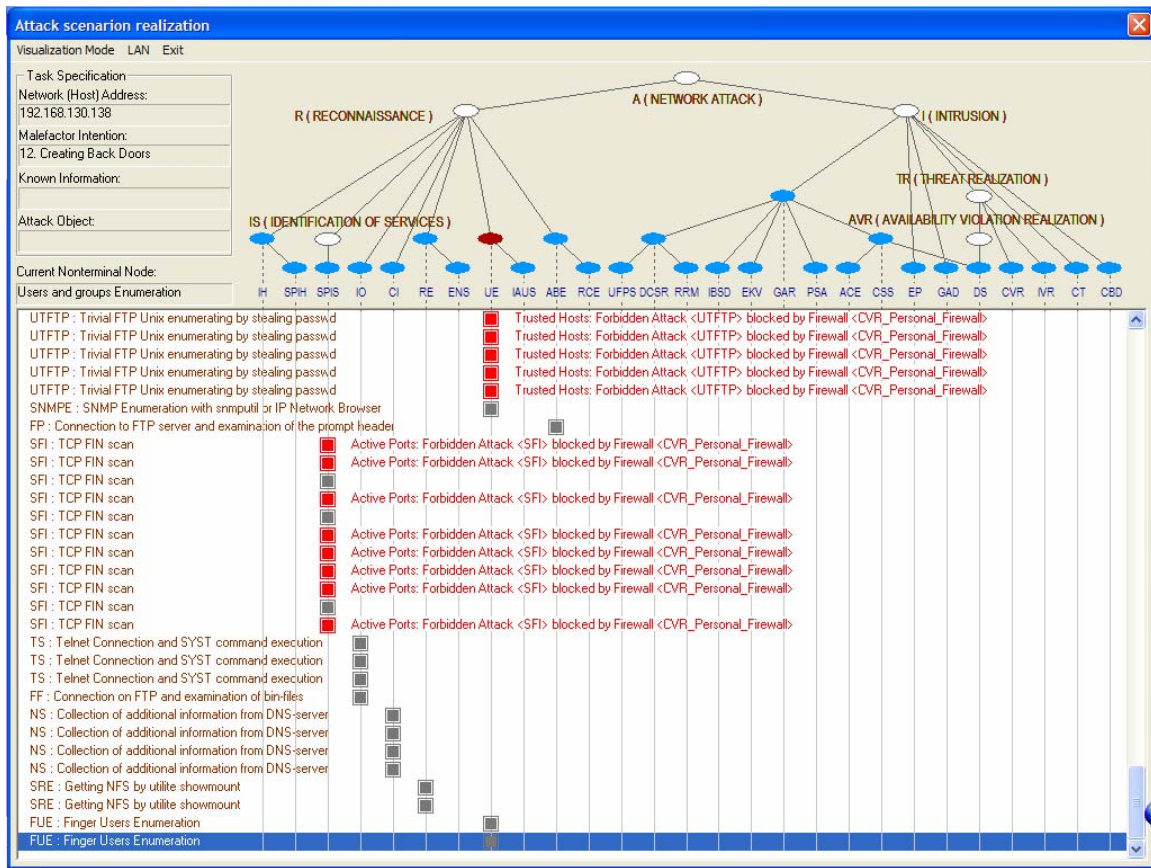 Attack scenarion realization
Visualization Mode LAN Exit
Task Specification
Network (Host) Address:
192.168.130.138
Malefactor Intention:
12. Creating Back Doors
Known Information:
Attack Object:
Current Nonterminal Node:
Users and groups Enumeration
A ( NETWORK ATTACK )
R ( RECONNAISSANCE )
I ( INTRUSION )
TR ( THREAT REALIZATION )
IS ( IDENTIFICATION OF SERVICES )
AVR ( AVAILABILITY VIOLATION REALIZATION )
IH SPIH SPIS IO CI RE ENS UE IAUS ABE RCE UFPS DCSR RRM IBSD EKV GAR PSA ACE CSS EP GAD DS CVR IVR CT CBD
UTFTP : Trivial FTP Unix enumerating by stealing passwd Trusted Hosts: Forbidden Attack <UTFTP> blocked by Firewall <CVR_Personal_Firewall>
UTFTP : Trivial FTP Unix enumerating by stealing passwd Trusted Hosts: Forbidden Attack <UTFTP> blocked by Firewall <CVR_Personal_Firewall>
UTFTP : Trivial FTP Unix enumerating by stealing passwd Trusted Hosts: Forbidden Attack <UTFTP> blocked by Firewall <CVR_Personal_Firewall>
UTFTP : Trivial FTP Unix enumerating by stealing passwd Trusted Hosts: Forbidden Attack <UTFTP> blocked by Firewall <CVR_Personal_Firewall>
UTFTP : Trivial FTP Unix enumerating by stealing passwd Trusted Hosts: Forbidden Attack <UTFTP> blocked by Firewall <CVR_Personal_Firewall>
SNMPE : SNMP Enumeration with snmputil or IP Network Browser
FP : Connection to FTP server and examination of the prompt header
SFI : TCP FIN scan Active Ports: Forbidden Attack <SFI> blocked by Firewall <CVR_Personal_Firewall>
SFI : TCP FIN scan Active Ports: Forbidden Attack <SFI> blocked by Firewall <CVR_Personal_Firewall>
SFI : TCP FIN scan
SFI : TCP FIN scan Active Ports: Forbidden Attack <SFI> blocked by Firewall <CVR_Personal_Firewall>
SFI : TCP FIN scan
SFI : TCP FIN scan Active Ports: Forbidden Attack <SFI> blocked by Firewall <CVR_Personal_Firewall>
SFI : TCP FIN scan Active Ports: Forbidden Attack <SFI> blocked by Firewall <CVR_Personal_Firewall>
SFI : TCP FIN scan Active Ports: Forbidden Attack <SFI> blocked by Firewall <CVR_Personal_Firewall>
SFI : TCP FIN scan Active Ports: Forbidden Attack <SFI> blocked by Firewall <CVR_Personal_Firewall>
SFI : TCP FIN scan
SFI : TCP FIN scan Active Ports: Forbidden Attack <SFI> blocked by Firewall <CVR_Personal_Firewall>
TS : Telnet Connection and SYST command execution
TS : Telnet Connection and SYST command execution
TS : Telnet Connection and SYST command execution
FF : Connection on FTP and examination of bin-files
NS : Collection of additional information from DNS-server
NS : Collection of additional information from DNS-server
NS : Collection of additional information from DNS-server
NS : Collection of additional information from DNS-server
SRE : Getting NFS by utilite showmount
SRE : Getting NFS by utilite showmount
FUE : Finger Users Enumeration
FUE : Finger Users Enumeration